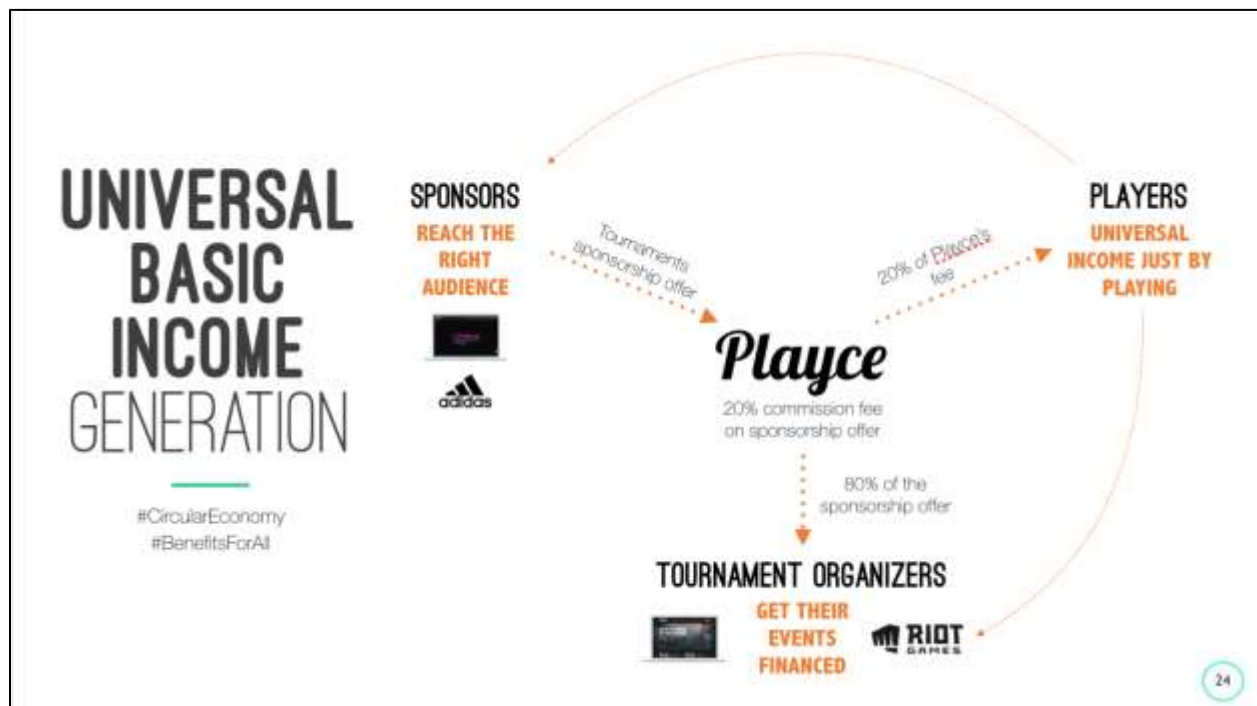 UNIVERSAL
BASIC
INCOME
GENERATION
#CircularEconomy
#BenefitsForAll
SPONSORS
REACH THE
RIGHT
AUDIENCE
adidas
Tournaments
sponsorship offer
Playce
20% commission fee
on sponsorship offer
20% of Playce's
fee
PLAYERS
UNIVERSAL
INCOME JUST BY
PLAYING
80% of the
sponsorship offer
TOURNAMENT ORGANIZERS
GET THEIR
EVENTS
FINANCED
RIOT
GAMES
24